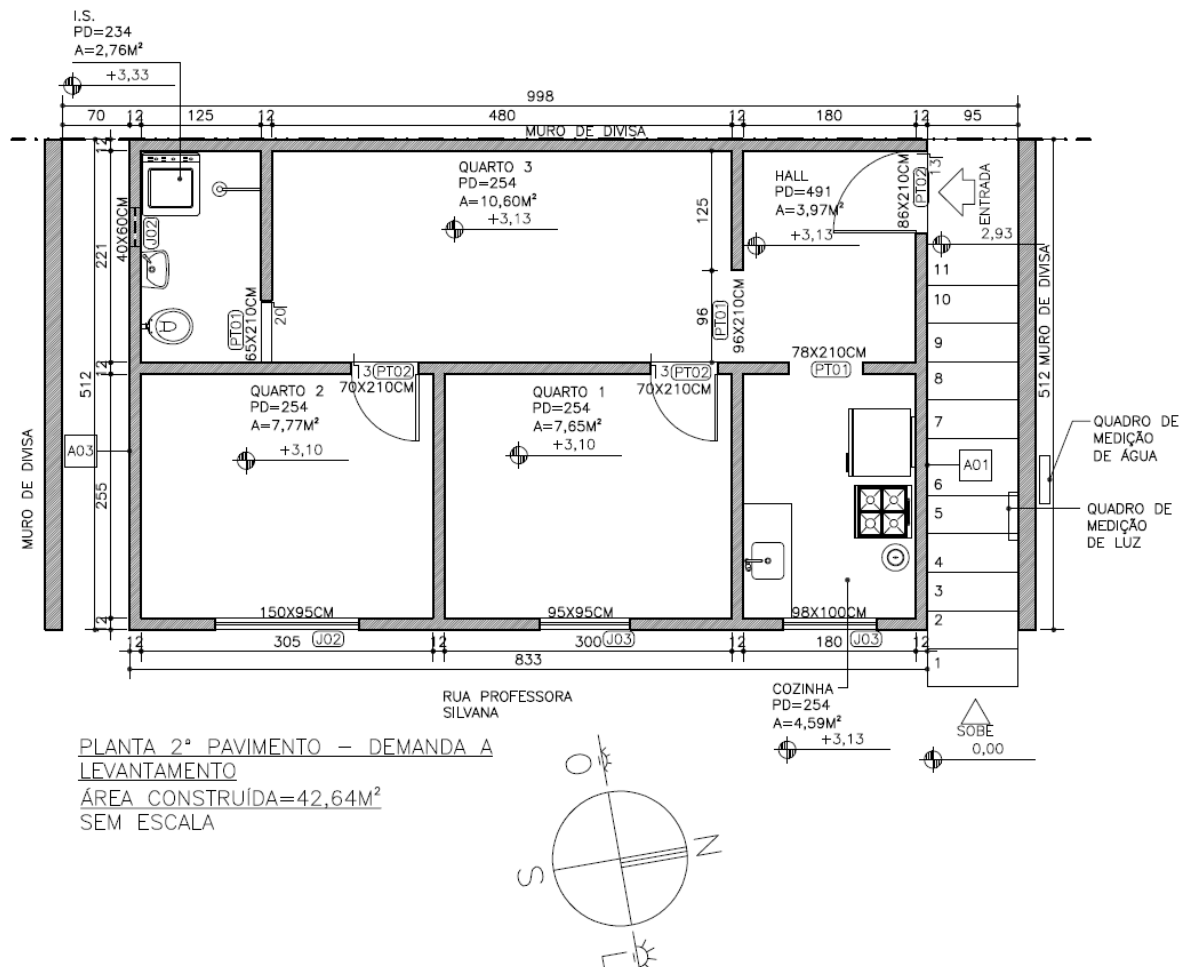 I.S.
PD=234
A=2,76M²
+3,33
998
70
12
125
12
480
12
180
12
95
MURO DE DIVISA
12
221
12
512
255
12
40X60CM
J02
PT01
65X210CM
20
QUARTO 3
PD=254
A=10,60M²
+3,13
125
96
PT01
96X210CM
HALL
PD=491
A=3,97M²
+3,13
86X210CM
PT02
13
ENTRADA
2,93
11
10
9
8
7
6
5
4
3
2
1
512
MURO DE DIVISA
78X210CM
PT01
13
PT02
70X210CM
13
PT02
70X210CM
QUARTO 2
PD=254
A=7,77M²
+3,10
QUARTO 1
PD=254
A=7,65M²
+3,10
A03
A01
MURO DE DIVISA
QUADRO DE
MEDIÇÃO
DE ÁGUA
QUADRO DE
MEDIÇÃO
DE LUZ
150X95CM
95X95CM
98X100CM
12
305
J02
12
300
J03
12
180
J03
12
833
RUA PROFESSORA
SILVANA
COZINHA
PD=254
A=4,59M²
+3,13
SOBE
0,00
PLANTA 2ª PAVIMENTO – DEMANDA A
LEVANTAMENTO
ÁREA CONSTRUÍDA=42,64M²
SEM ESCALA
O
N
S
L